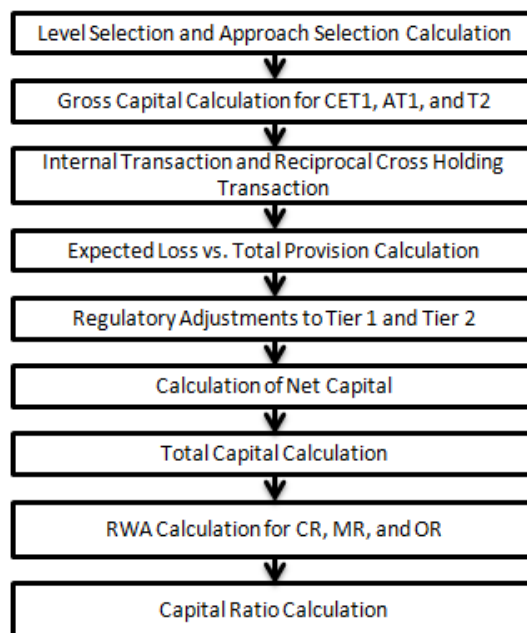 Level Selection and Approach Selection Calculation
Gross Capital Calculation for CET1, AT1, and T2
Internal Transaction and Reciprocal Cross Holding
Transaction
Expected Loss vs. Total Provision Calculation
Regulatory Adjustments to Tier 1 and Tier 2
Calculation of Net Capital
Total Capital Calculation
RWA Calculation for CR, MR, and OR
Capital Ratio Calculation